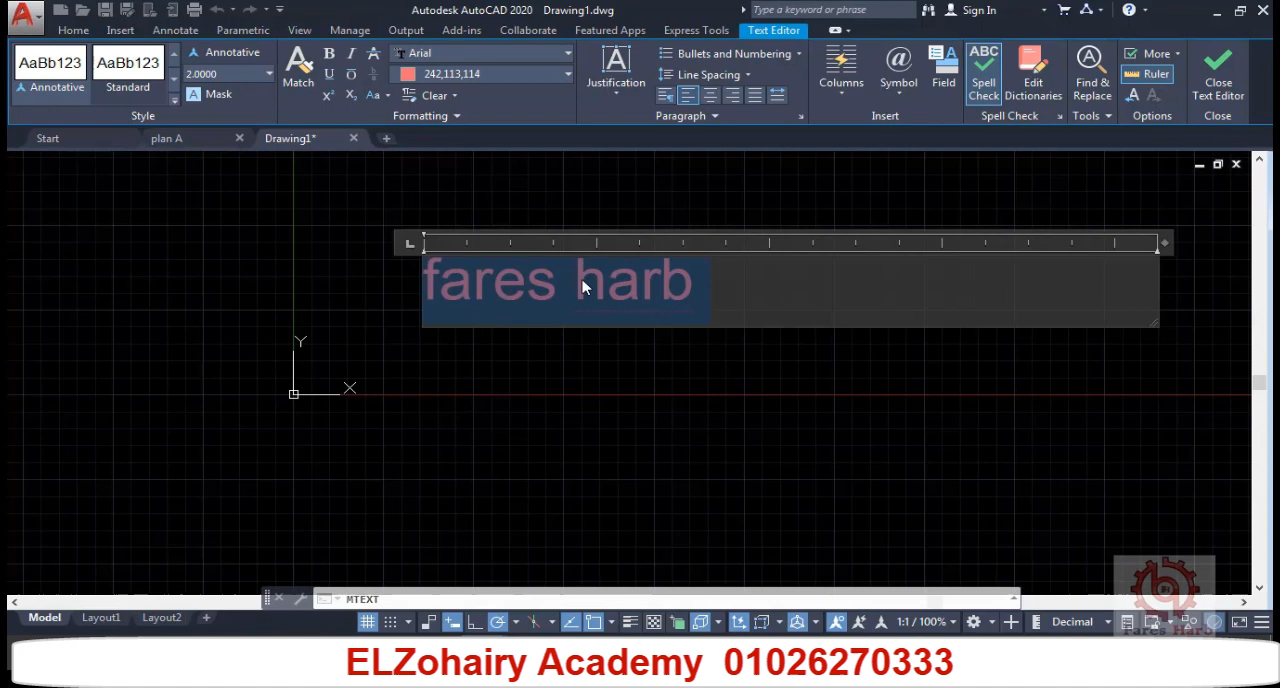 Autodesk AutoCAD 2020 Drawing1.dwg
Type a keyword or phrase
Sign In
Home Insert Annotate Parametric View Manage Output Add-ins Collaborate Featured Apps Express Tools Text Editor
AaBb123 AaBb123
Annotative Standard
Annotative
2.0000
Mask
Style
Match
Arial
242,113,114
Clear
Formatting
Justification
Bullets and Numbering
Line Spacing
Paragraph
Columns Symbol Field
Insert
ABC
Spell Check
Edit Dictionaries
Spell Check
Find & Replace
Tools
More
Ruler
Options
Close Text Editor
Close
Start plan A Drawing1*
fares harb
Y
X
MTEXT
Model Layout1 Layout2
1:1 / 100%
Decimal
Fares Harb
ELZohairy Academy 01026270333